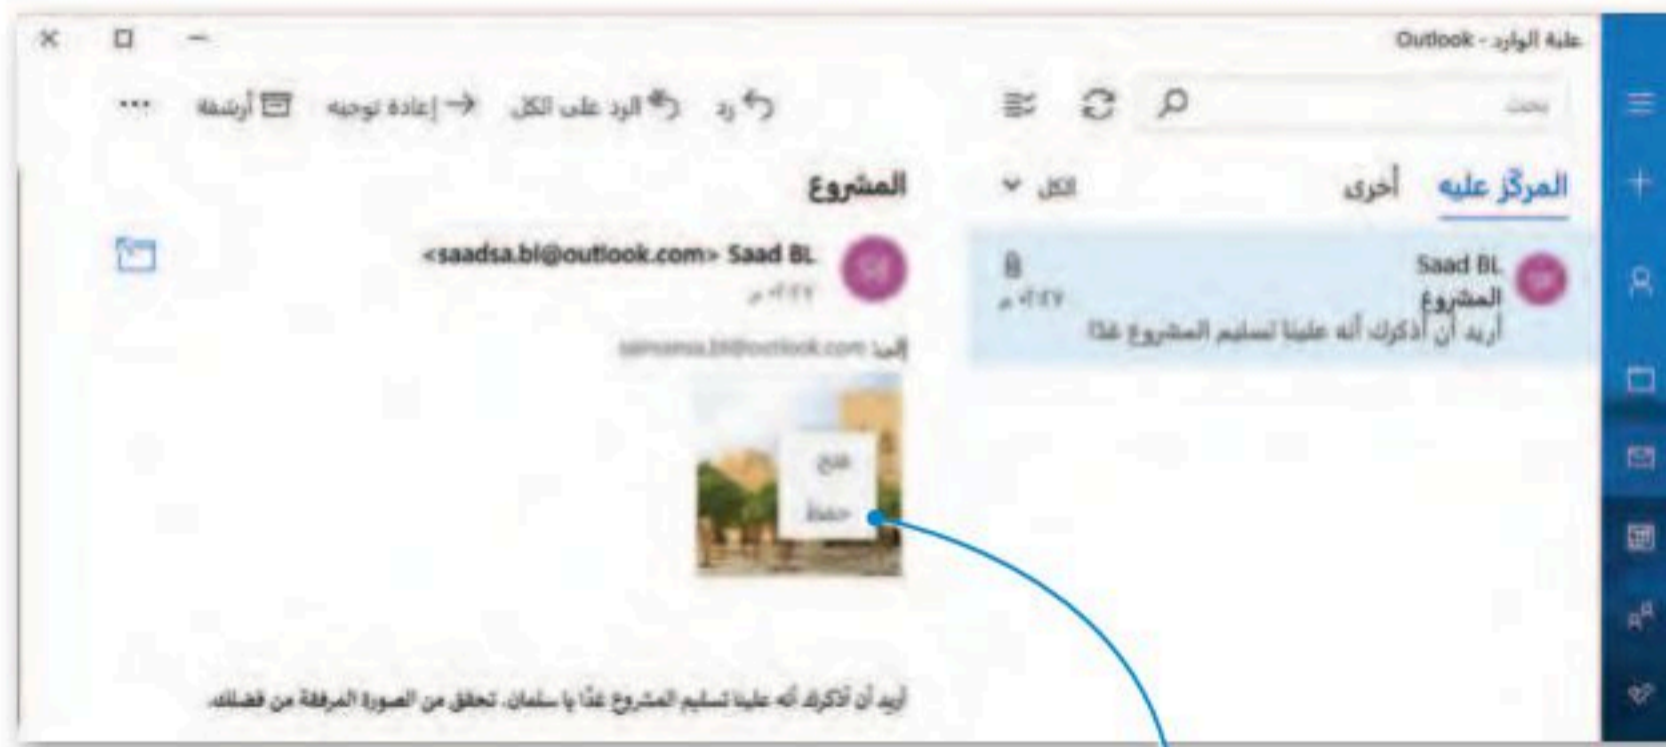 علبة الوارد - Outlook
بحث
المركّز عليه
أخرى
الكل
Saad BL
المشروع
أريد أن أذكرك أنه علينا تسليم المشروع غدًا
رد
الرد على الكل
إعادة توجيه
أرشفة
المشروع
Saad BL <saadsa.bl@outlook.com>
إلى:
فتح
حفظ
أريد أن أذكرك أنه علينا تسليم المشروع غدًا يا سلمان، تحقق من الصورة المرفقة من فضلك.